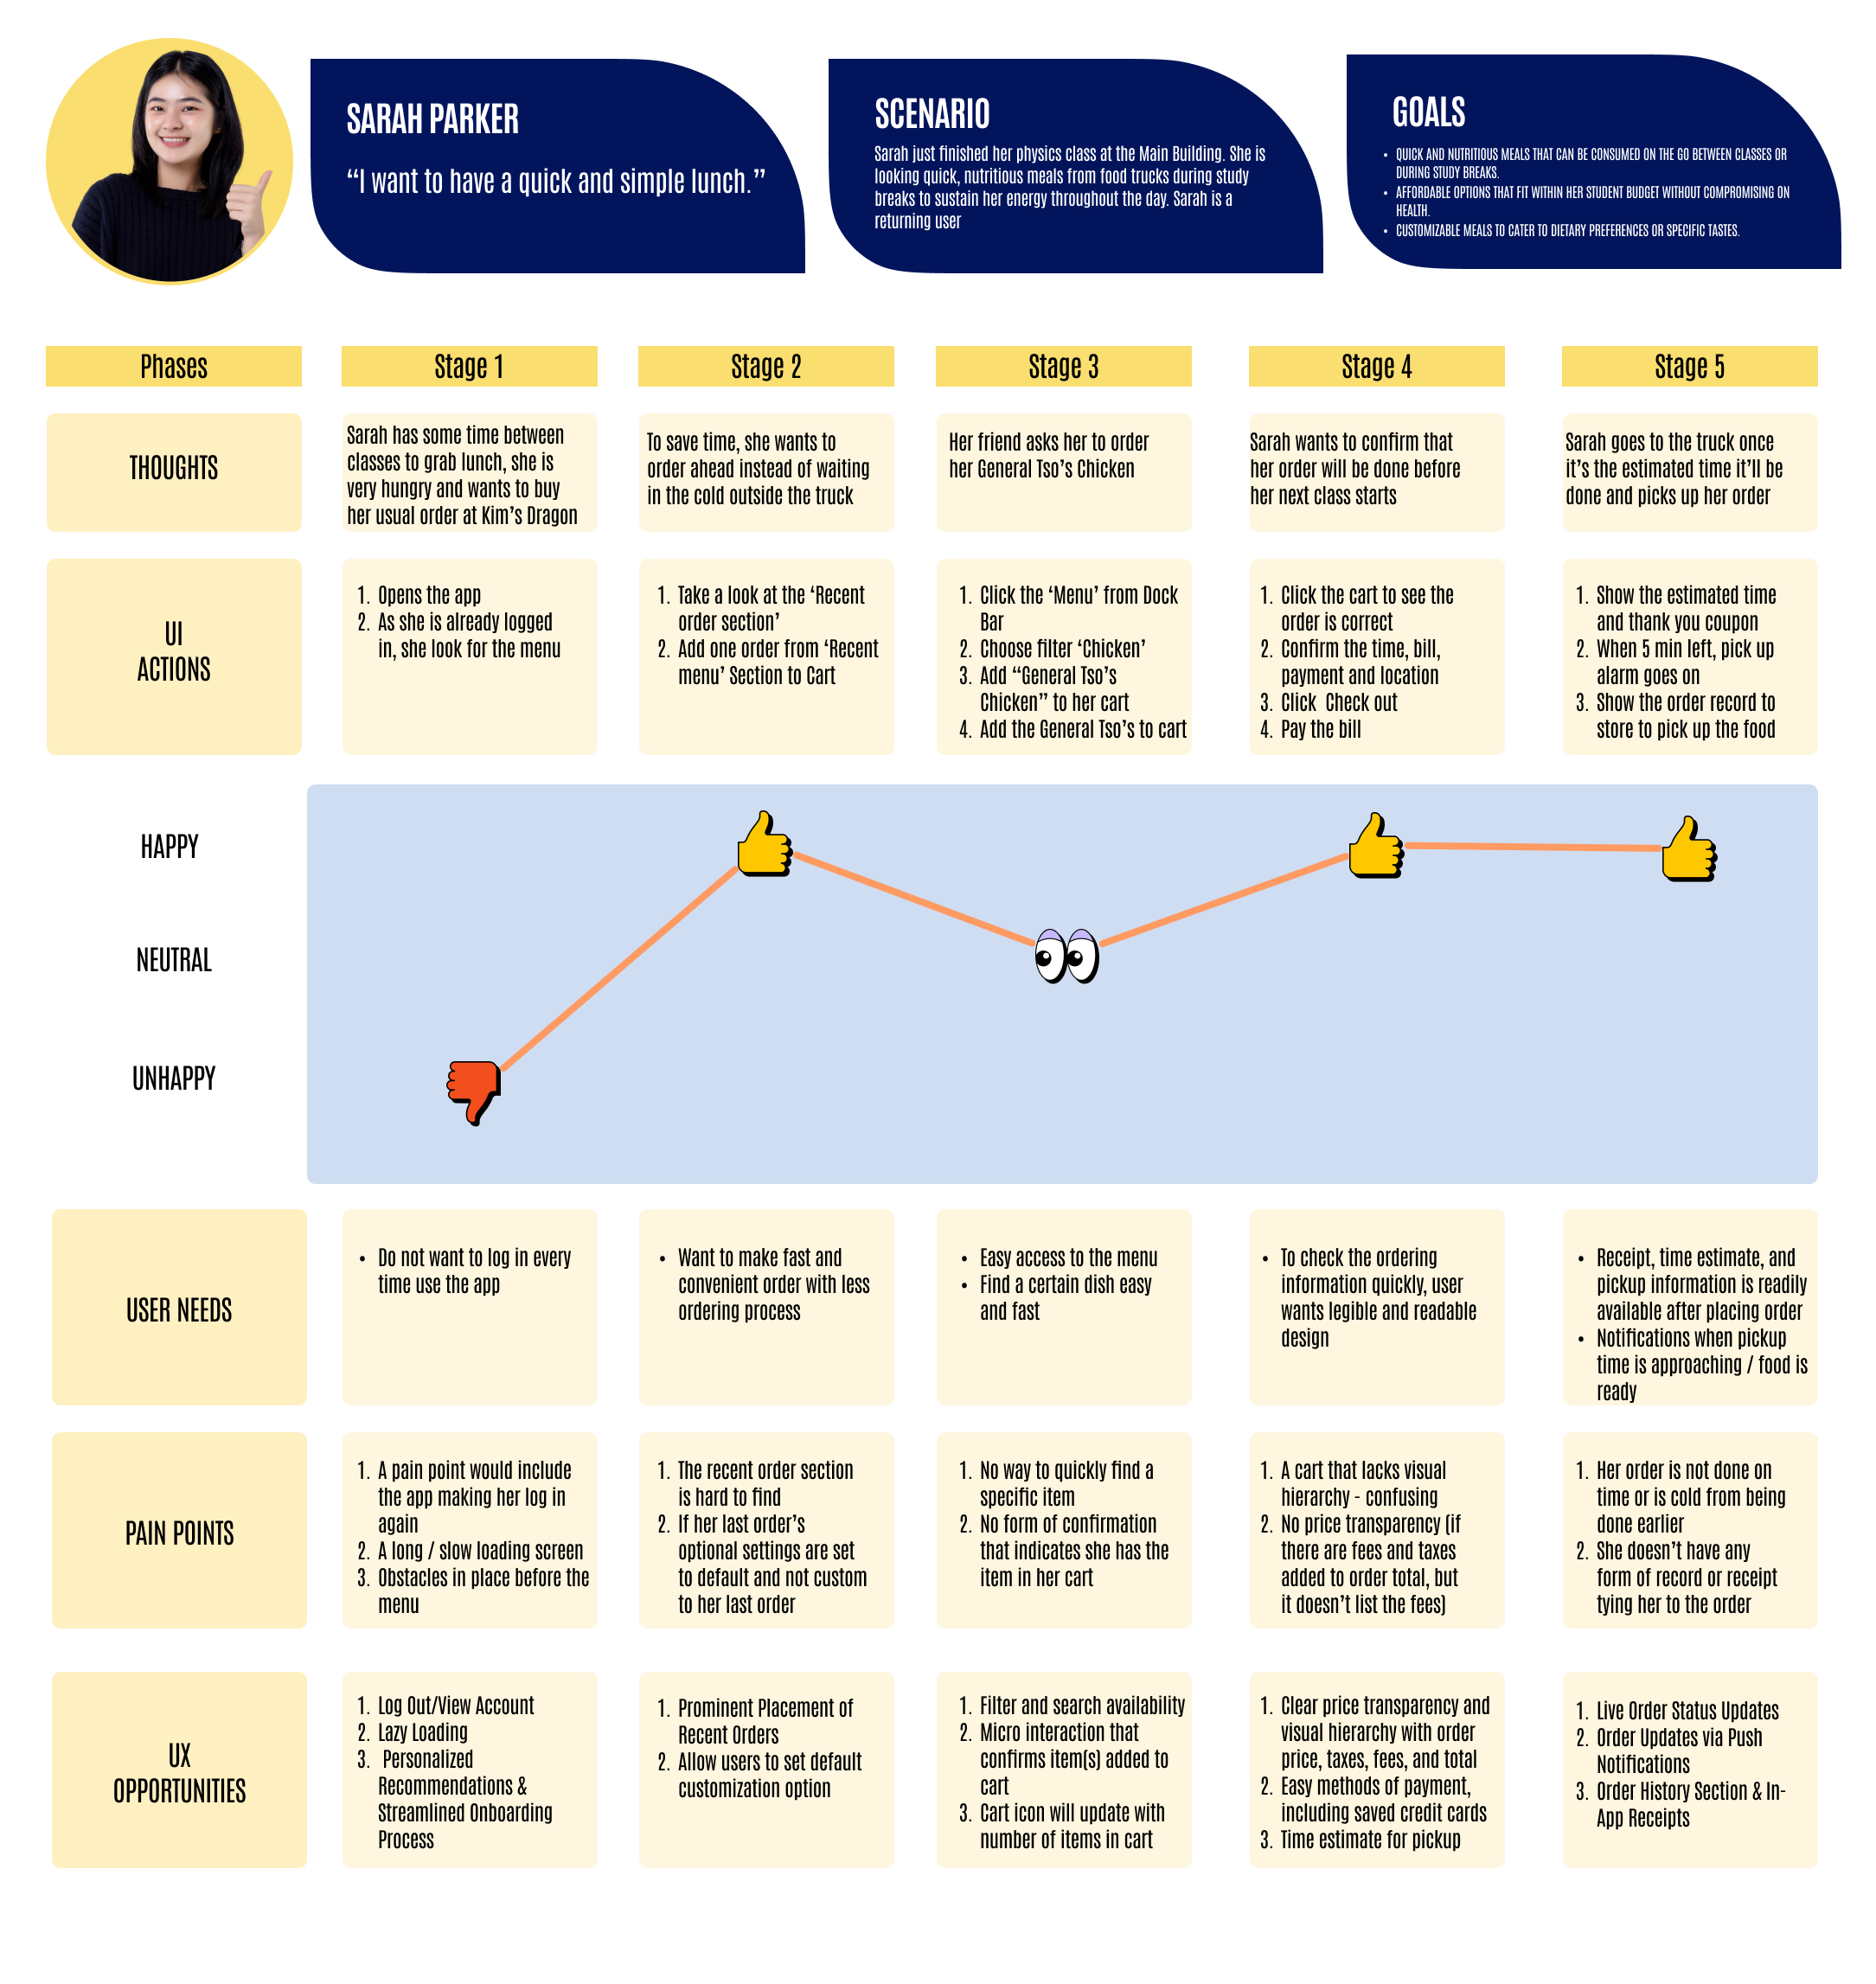 SARAH PARKER
“I want to have a quick and simple lunch.”
SCENARIO
Sarah just finished her physics class at the Main Building. She is
looking quick, nutritious meals from food trucks during study
breaks to sustain her energy throughout the day. Sarah is a
returning user
GOALS
• QUICK AND NUTRITIOUS MEALS THAT CAN BE CONSUMED ON THE GO BETWEEN CLASSES OR
DURING STUDY BREAKS.
• AFFORDABLE OPTIONS THAT FIT WITHIN HER STUDENT BUDGET WITHOUT COMPROMISING ON
HEALTH.
• CUSTOMIZABLE MEALS TO CATER TO DIETARY PREFERENCES OR SPECIFIC TASTES.
Phases
Stage 1
Stage 2
Stage 3
Stage 4
Stage 5
THOUGHTS
Sarah has some time between
classes to grab lunch, she is
very hungry and wants to buy
her usual order at Kim’s Dragon
To save time, she wants to
order ahead instead of waiting
in the cold outside the truck
Her friend asks her to order
her General Tso’s Chicken
Sarah wants to confirm that
her order will be done before
her next class starts
Sarah goes to the truck once
it’s the estimated time it’ll be
done and picks up her order
UI
ACTIONS
1. Opens the app
2. As she is already logged
in, she look for the menu
1. Take a look at the ‘Recent
order section’
2. Add one order from ‘Recent
menu’ Section to Cart
1. Click the ‘Menu’ from Dock
Bar
2. Choose filter ‘Chicken’
3. Add “General Tso’s
Chicken” to her cart
4. Add the General Tso’s to cart
1. Click the cart to see the
order is correct
2. Confirm the time, bill,
payment and location
3. Click  Check out
4. Pay the bill
1. Show the estimated time
and thank you coupon
2. When 5 min left, pick up
alarm goes on
3. Show the order record to
store to pick up the food
HAPPY
NEUTRAL
UNHAPPY
USER NEEDS
• Do not want to log in every
time use the app
• Want to make fast and
convenient order with less
ordering process
• Easy access to the menu
• Find a certain dish easy
and fast
• To check the ordering
information quickly, user
wants legible and readable
design
• Receipt, time estimate, and
pickup information is readily
available after placing order
• Notifications when pickup
time is approaching / food is
ready
PAIN POINTS
1. A pain point would include
the app making her log in
again
2. A long / slow loading screen
3. Obstacles in place before the
menu
1. The recent order section
is hard to find
2. If her last order’s
optional settings are set
to default and not custom
to her last order
1. No way to quickly find a
specific item
2. No form of confirmation
that indicates she has the
item in her cart
1. A cart that lacks visual
hierarchy - confusing
2. No price transparency (if
there are fees and taxes
added to order total, but
it doesn’t list the fees)
1. Her order is not done on
time or is cold from being
done earlier
2. She doesn’t have any
form of record or receipt
tying her to the order
UX
OPPORTUNITIES
1. Log Out/View Account
2. Lazy Loading
3. Personalized
Recommendations &
Streamlined Onboarding
Process
1. Prominent Placement of
Recent Orders
2. Allow users to set default
customization option
1. Filter and search availability
2. Micro interaction that
confirms item(s) added to
cart
3. Cart icon will update with
number of items in cart
1. Clear price transparency and
visual hierarchy with order
price, taxes, fees, and total
2. Easy methods of payment,
including saved credit cards
3. Time estimate for pickup
1. Live Order Status Updates
2. Order Updates via Push
Notifications
3. Order History Section & In-
App Receipts